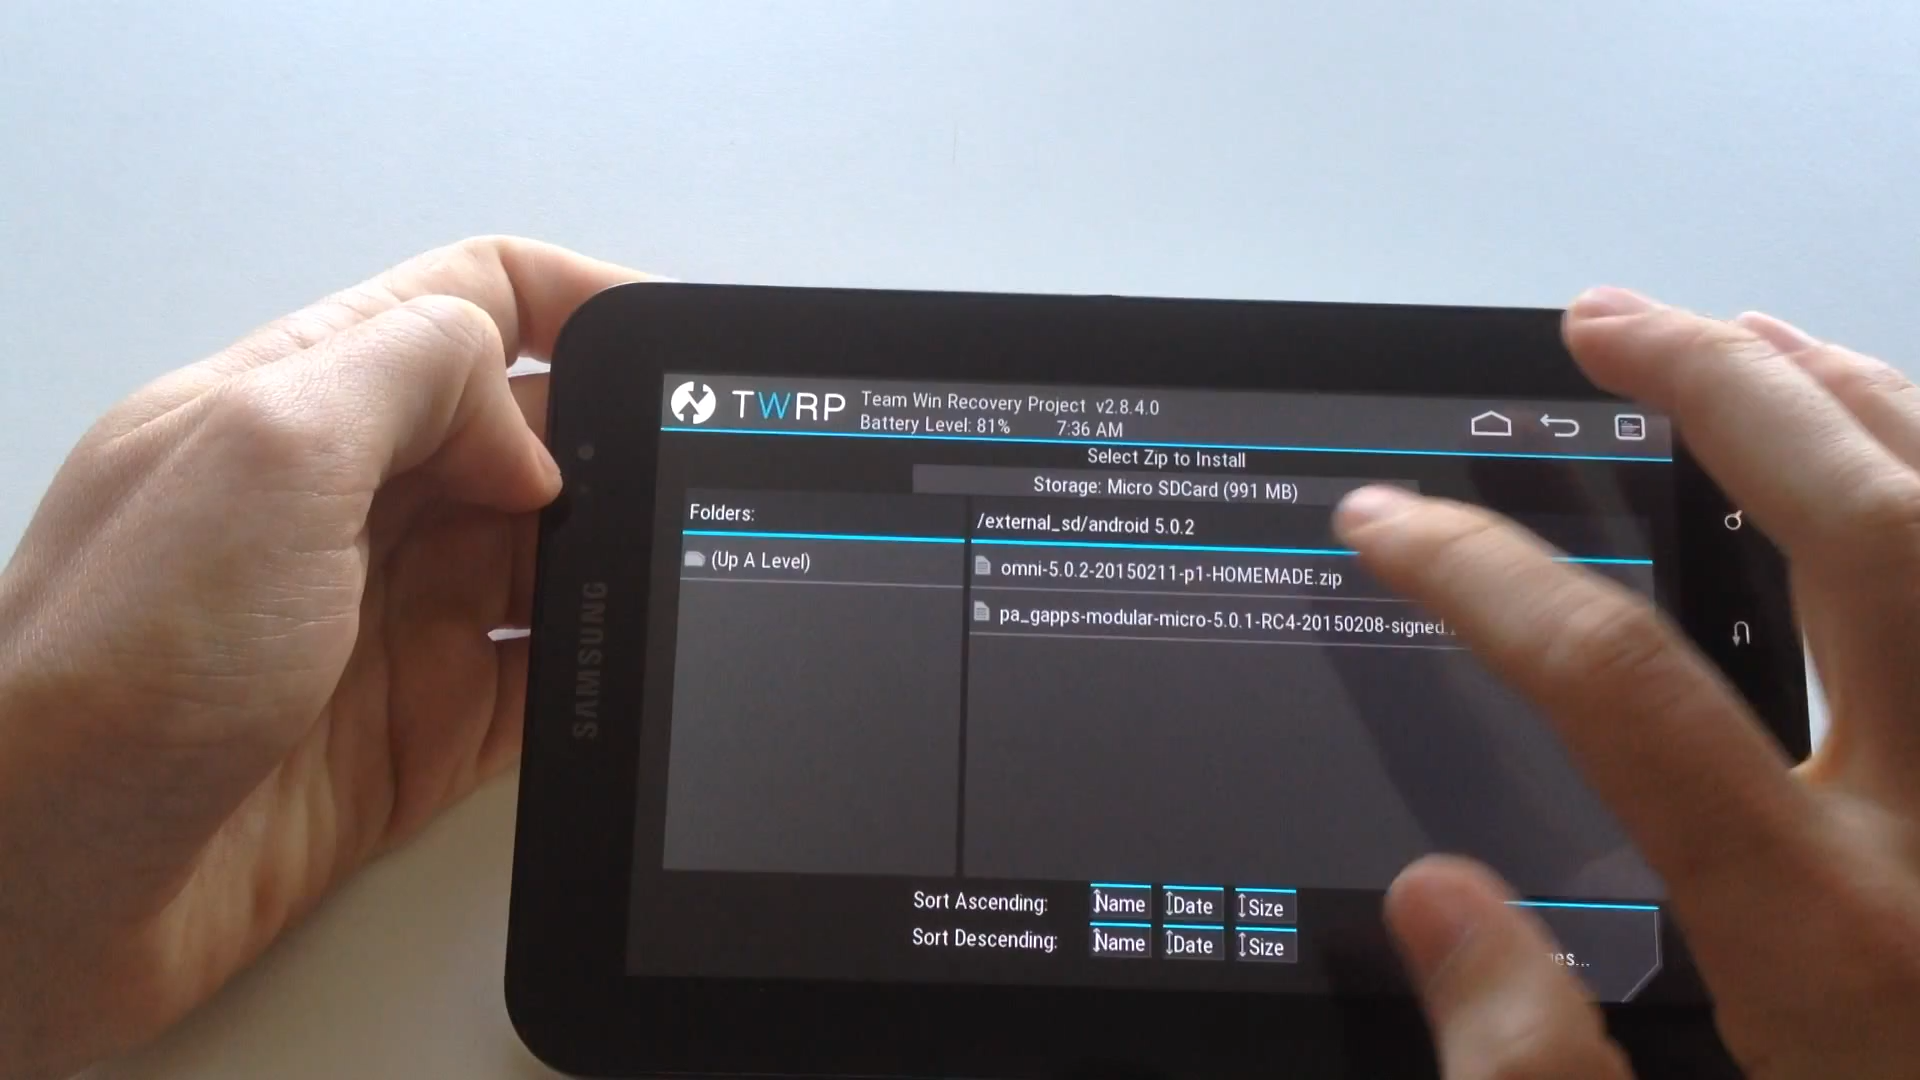 TWRP
Team Win Recovery Project v2.8.4.0
Battery Level: 81% 7:36 AM
Select Zip to Install
Storage: Micro SDCard (991 MB)
Folders:
(Up A Level)
/external_sd/android 5.0.2
omni-5.0.2-20150211-p1-HOMEMADE.zip
pa_gapps-modular-micro-5.0.1-RC4-20150208-signed.
Sort Ascending: Name Date Size
Sort Descending: Name Date Size
SAMSUNG